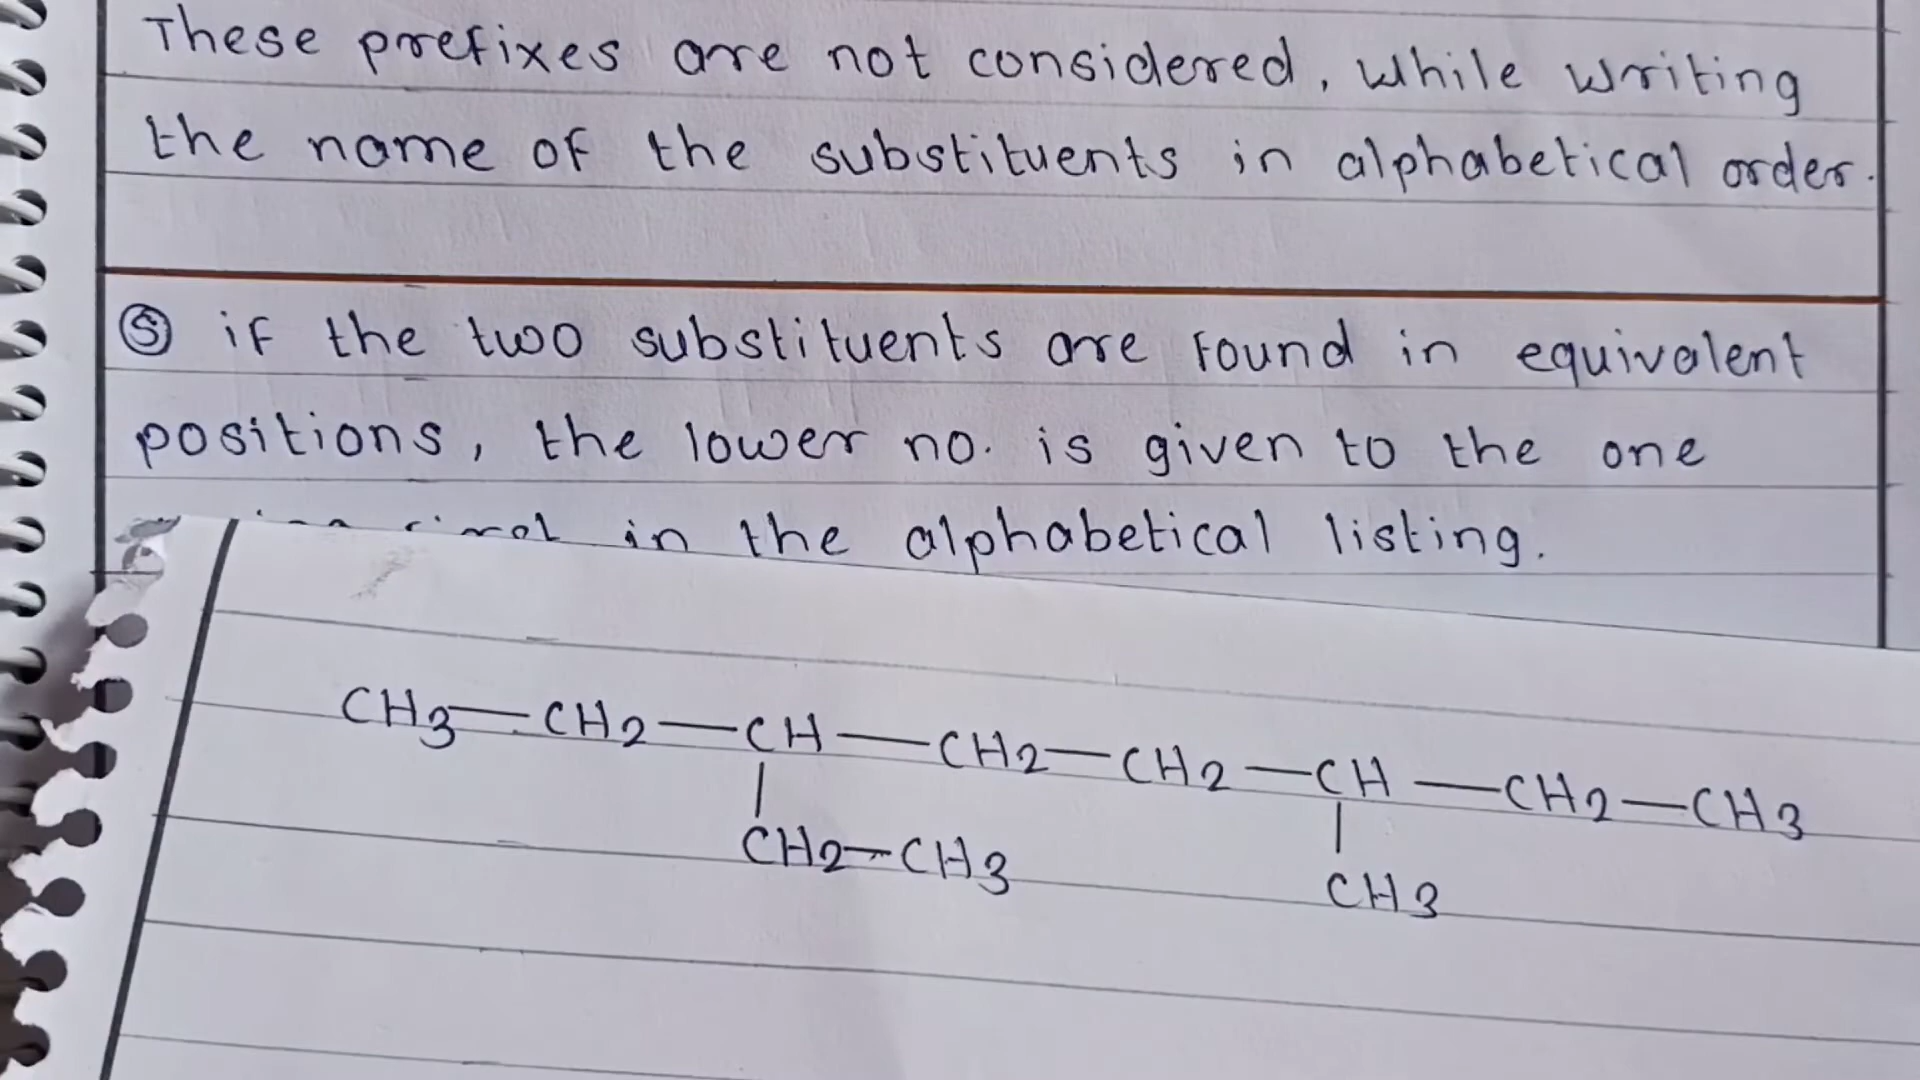 These prefixes are not considered, while writing
the name of the substituents in alphabetical order.
⑤ if the two substituents are found in equivalent
positions, the lower no. is given to the one
in the alphabetical listing.
CH3—CH2—CH—CH2—CH2—CH—CH2—CH3
| |
CH2—CH3 CH3